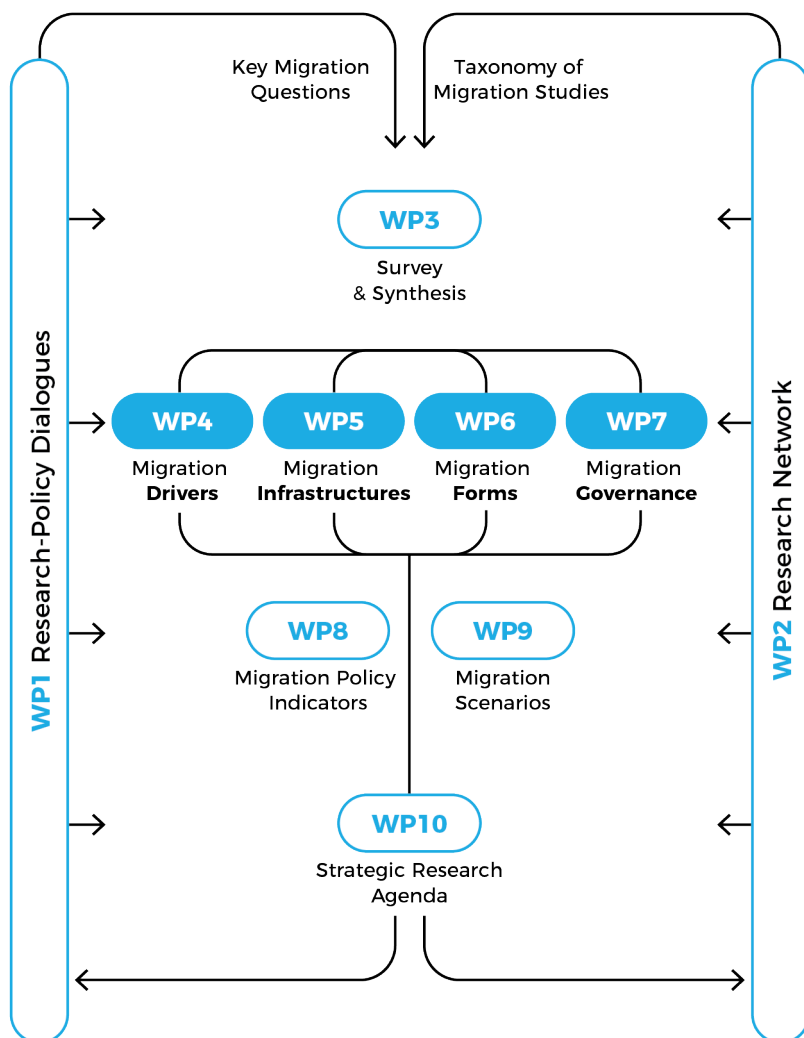 Key Migration
Questions
Taxonomy of
Migration Studies
WP3
Survey
& Synthesis
WP1 Research-Policy Dialogues
WP2 Research Network
WP4
Migration
Drivers
WP5
Migration
Infrastructures
WP6
Migration
Forms
WP7
Migration
Governance
WP8
Migration Policy
Indicators
WP9
Migration
Scenarios
WP10
Strategic Research
Agenda